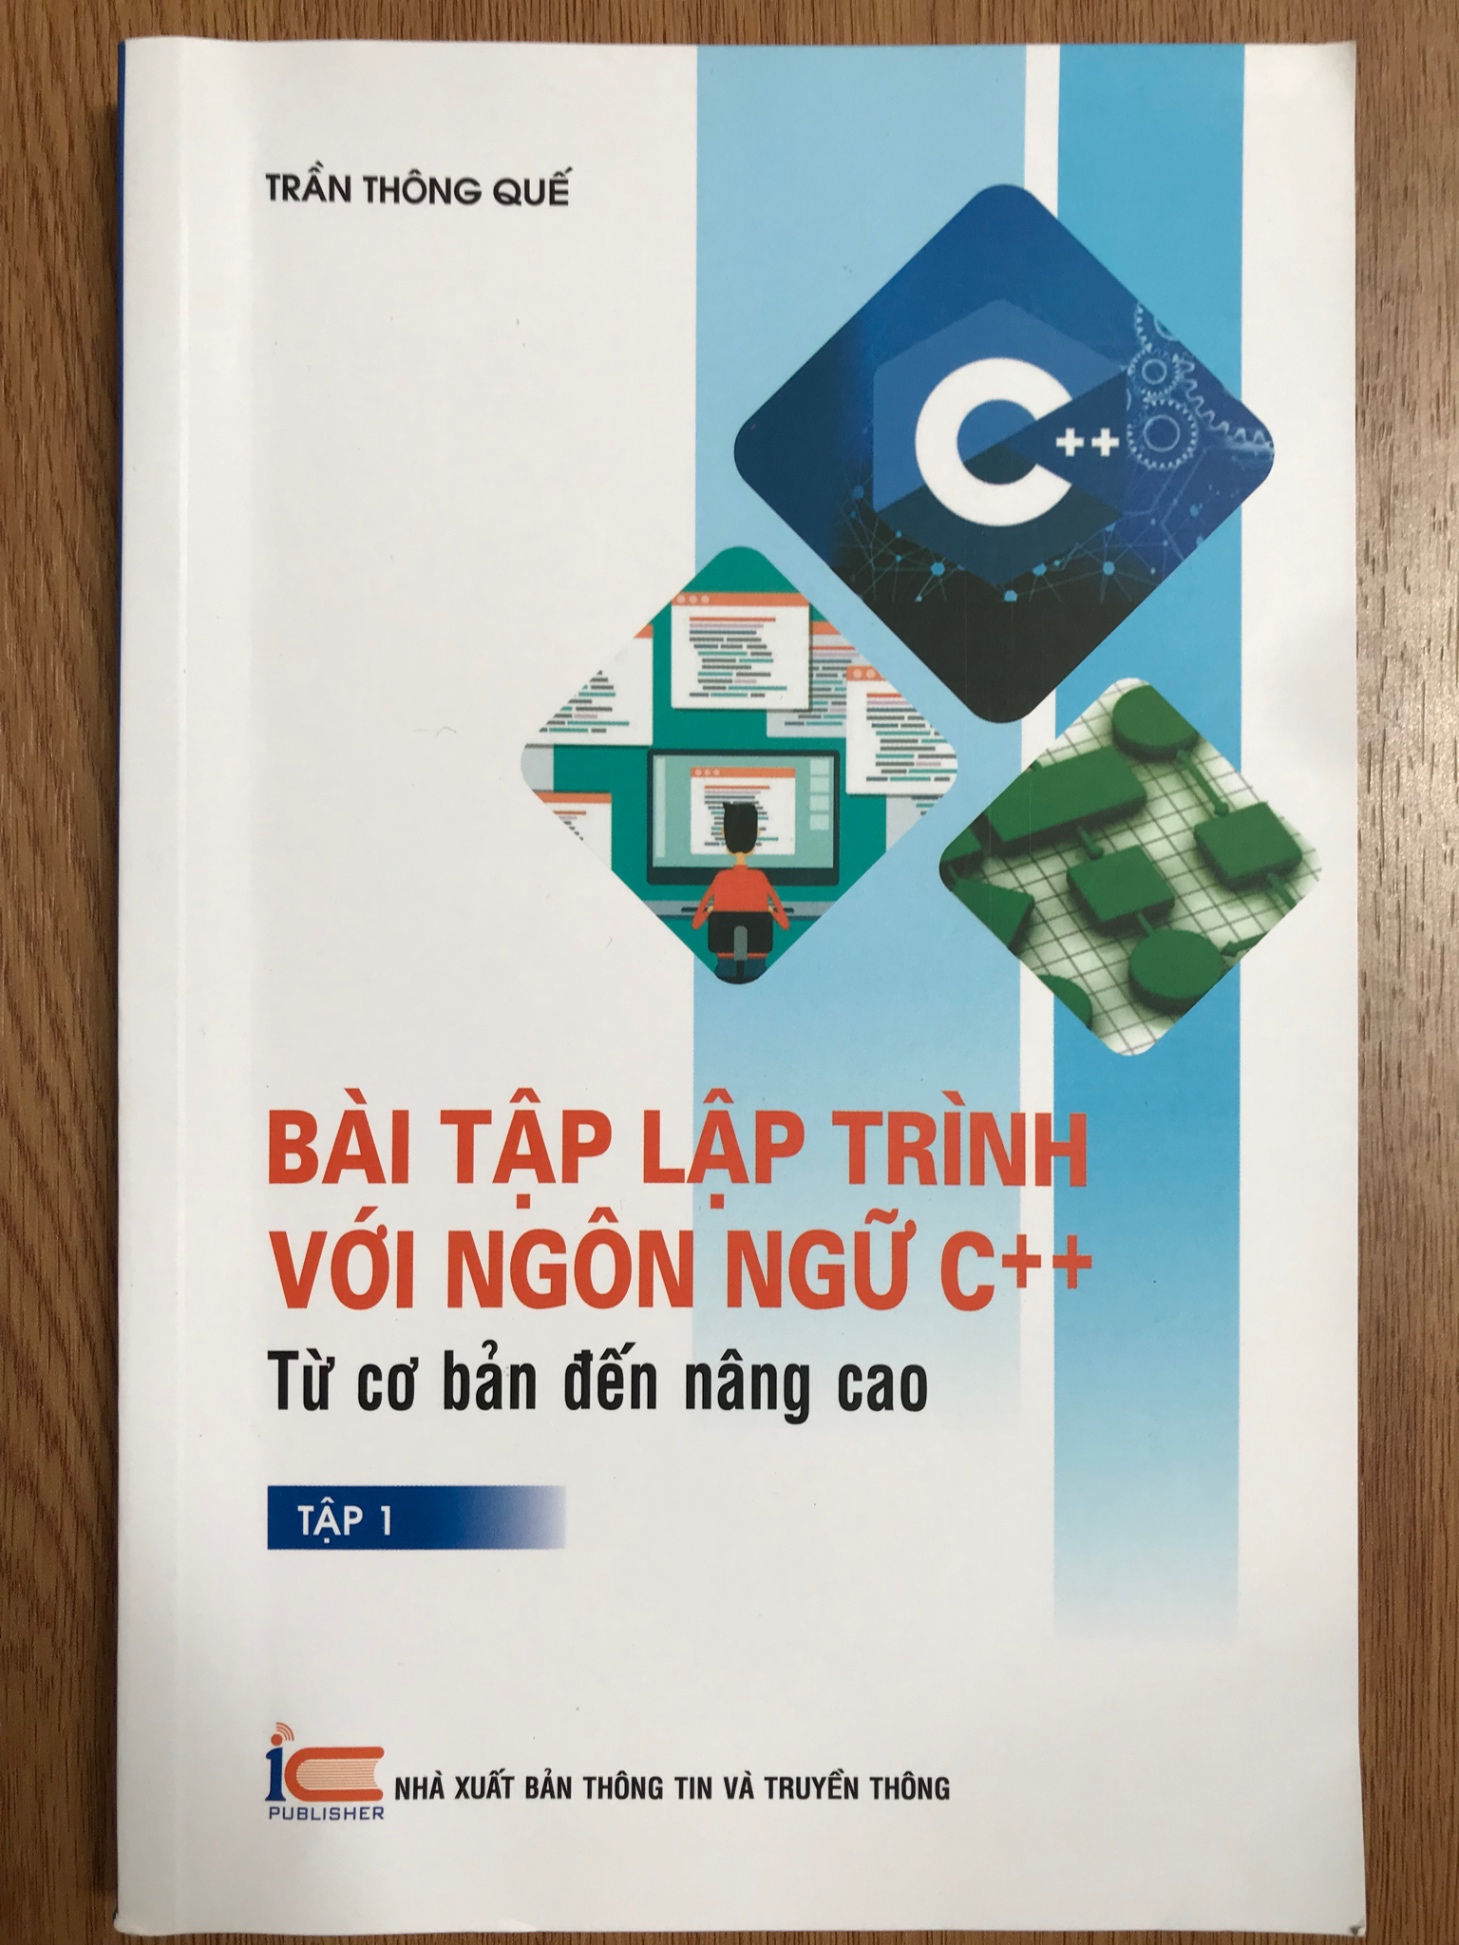 TRẦN THÔNG QUẾ
C++
BÀI TẬP LẬP TRÌNH
VỚI NGÔN NGỮ C++
Từ cơ bản đến nâng cao
TẬP 1
iC
PUBLISHER
NHÀ XUẤT BẢN THÔNG TIN VÀ TRUYỀN THÔNG